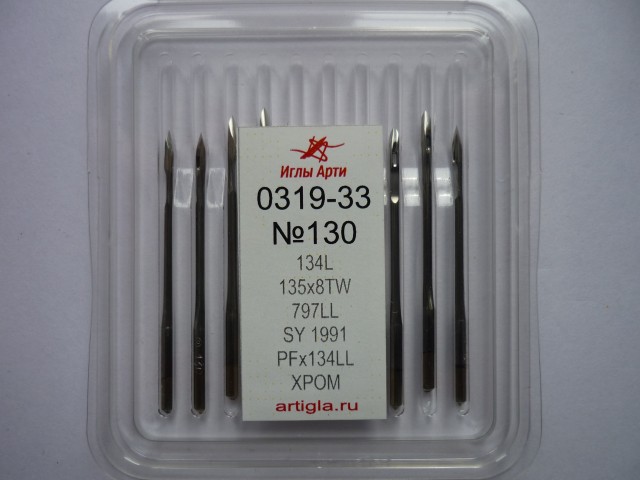 Иглы Арти
0319-33
№130
134L
135x8TW
797LL
SY 1991
PFx134LL
ХРОМ
artigla.ru